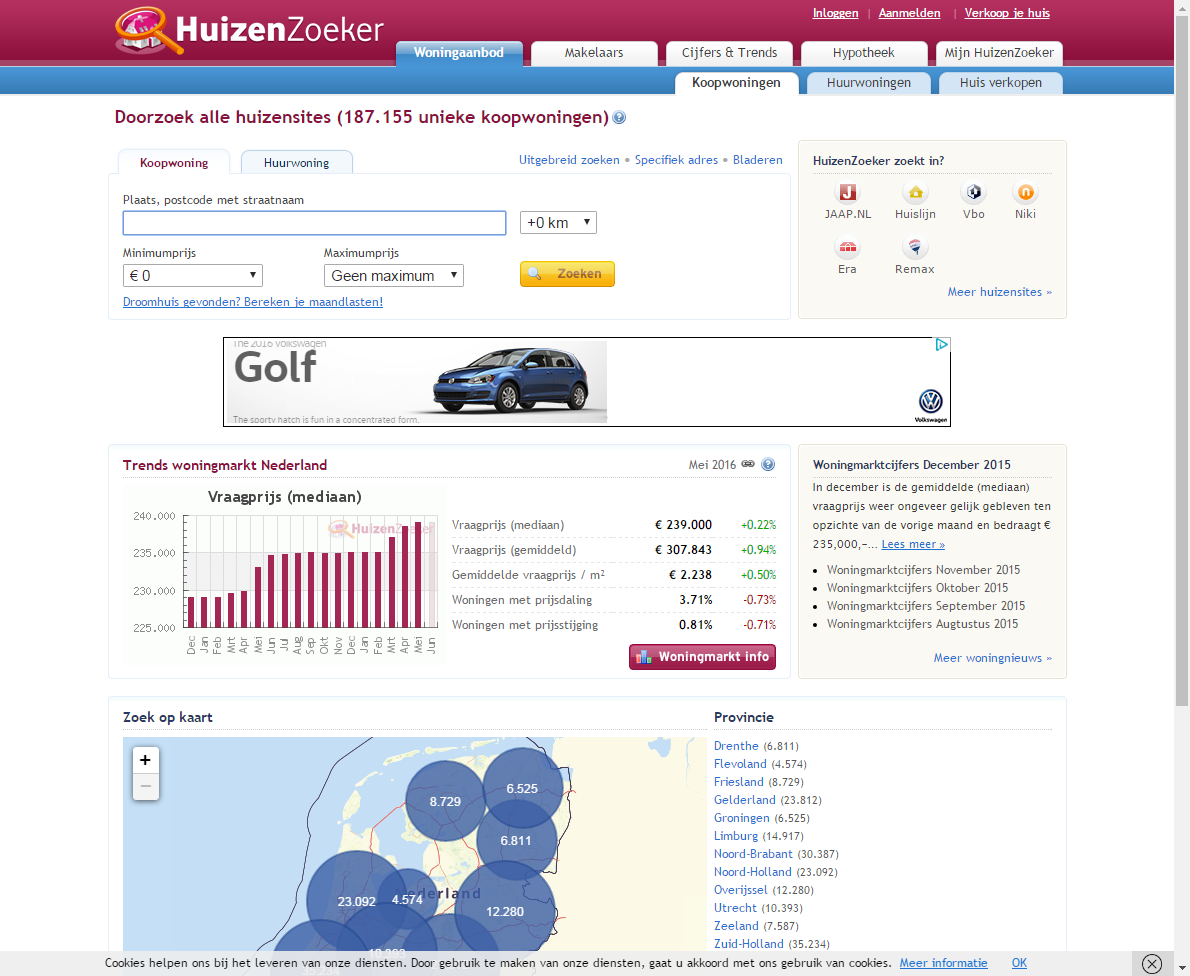 Inloggen | Aanmelden | Verkoop je huis
HuizenZoeker
Woningaanbod Makelaars Cijfers & Trends Hypotheek Mijn HuizenZoeker
Koopwoningen Huurwoningen Huis verkopen
Doorzoek alle huizensites (187.155 unieke koopwoningen) ?
Koopwoning Huurwoning
Uitgebreid zoeken • Specifiek adres • Bladeren
Plaats, postcode met straatnaam
+0 km
Minimumprijs Maximumprijs
€ 0 Geen maximum Zoeken
Droomhuis gevonden? Bereken je maandlasten!
HuizenZoeker zoekt in?
JAAP.NL Huislijn Vbo Niki
Era Remax
Meer huizensites »
The 2016 Volkswagen
Golf
The sporty hatch is fun in a concentrated form.
Volkswagen
Trends woningmarkt Nederland
Mei 2016 ?
Vraagprijs (mediaan)
HuizenZoeker
240.000
235.000
230.000
225.000
Dec Jan Feb Mrt Apr Mei Jun Jul Aug Sep Okt Nov Dec Jan Feb Mrt Apr Mei Jun
Vraagprijs (mediaan) € 239.000 +0.22%
Vraagprijs (gemiddeld) € 307.843 +0.94%
Gemiddelde vraagprijs / m² € 2.238 +0.50%
Woningen met prijsdaling 3.71% -0.73%
Woningen met prijsstijging 0.81% -0.71%
Woningmarkt info
Woningmarktcijfers December 2015
In december is de gemiddelde (mediaan)
vraagprijs weer ongeveer gelijk gebleven ten
opzichte van de vorige maand en bedraagt €
235,000,-... Lees meer »
• Woningmarktcijfers November 2015
• Woningmarktcijfers Oktober 2015
• Woningmarktcijfers September 2015
• Woningmarktcijfers Augtustus 2015
Meer woningnieuws »
Zoek op kaart
+
−
8.729
6.525
6.811
Nederland
23.092
4.574
12.280
Provincie
Drenthe (6.811)
Flevoland (4.574)
Friesland (8.729)
Gelderland (23.812)
Groningen (6.525)
Limburg (14.917)
Noord-Brabant (30.387)
Noord-Holland (23.092)
Overijssel (12.280)
Utrecht (10.393)
Zeeland (7.587)
Zuid-Holland (35.234)
Cookies helpen ons bij het leveren van onze diensten. Door gebruik te maken van onze diensten, gaat u akkoord met ons gebruik van cookies. Meer informatie OK